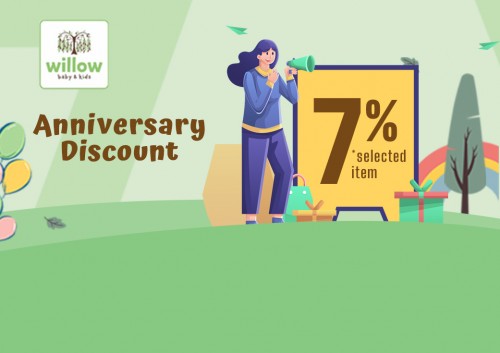 willow
baby & kids
Anniversary
Discount
7%
*selected
item